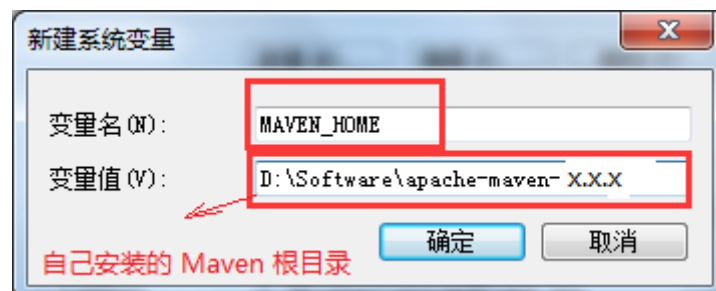 新建系统变量
变量名(N): MAVEN_HOME
变量值(V): D:\Software\apache-maven- X.X.X
确定 取消
自己安装的 Maven 根目录